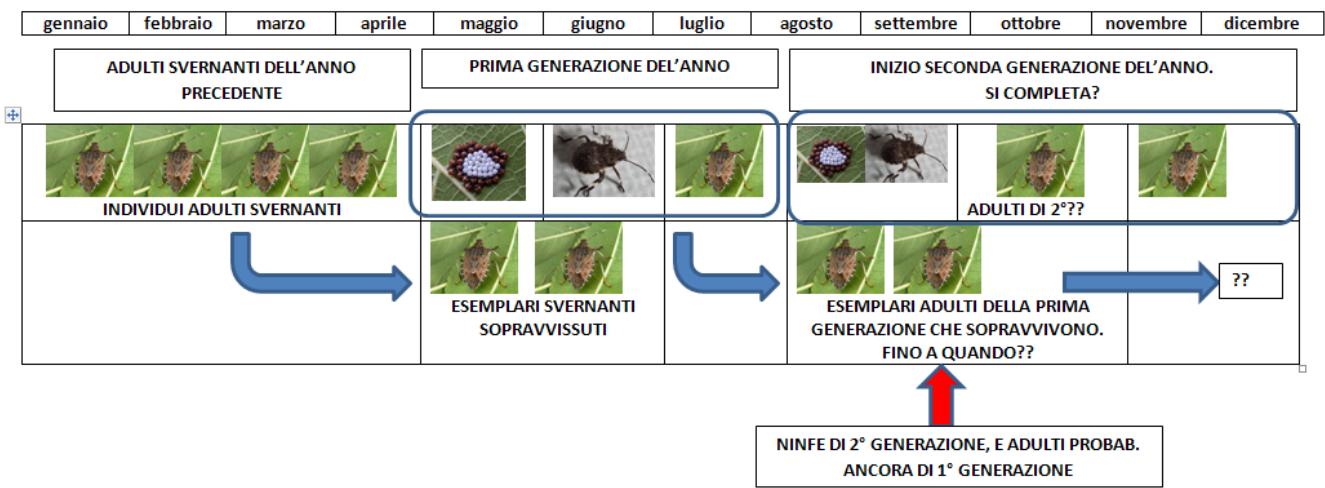 gennaio febbraio marzo aprile maggio giugno luglio agosto settembre ottobre novembre dicembre
ADULTI SVERNANTI DELL’ANNO
PRECEDENTE
PRIMA GENERAZIONE DEL’ANNO
INIZIO SECONDA GENERAZIONE DEL’ANNO.
SI COMPLETA?
INDIVIDUI ADULTI SVERNANTI
ADULTI DI 2°??
ESEMPLARI SVERNANTI
SOPRAVVISSUTI
ESEMPLARI ADULTI DELLA PRIMA
GENERAZIONE CHE SOPRAVVIVONO.
FINO A QUANDO??
??
NINFE DI 2° GENERAZIONE, E ADULTI PROBAB.
ANCORA DI 1° GENERAZIONE